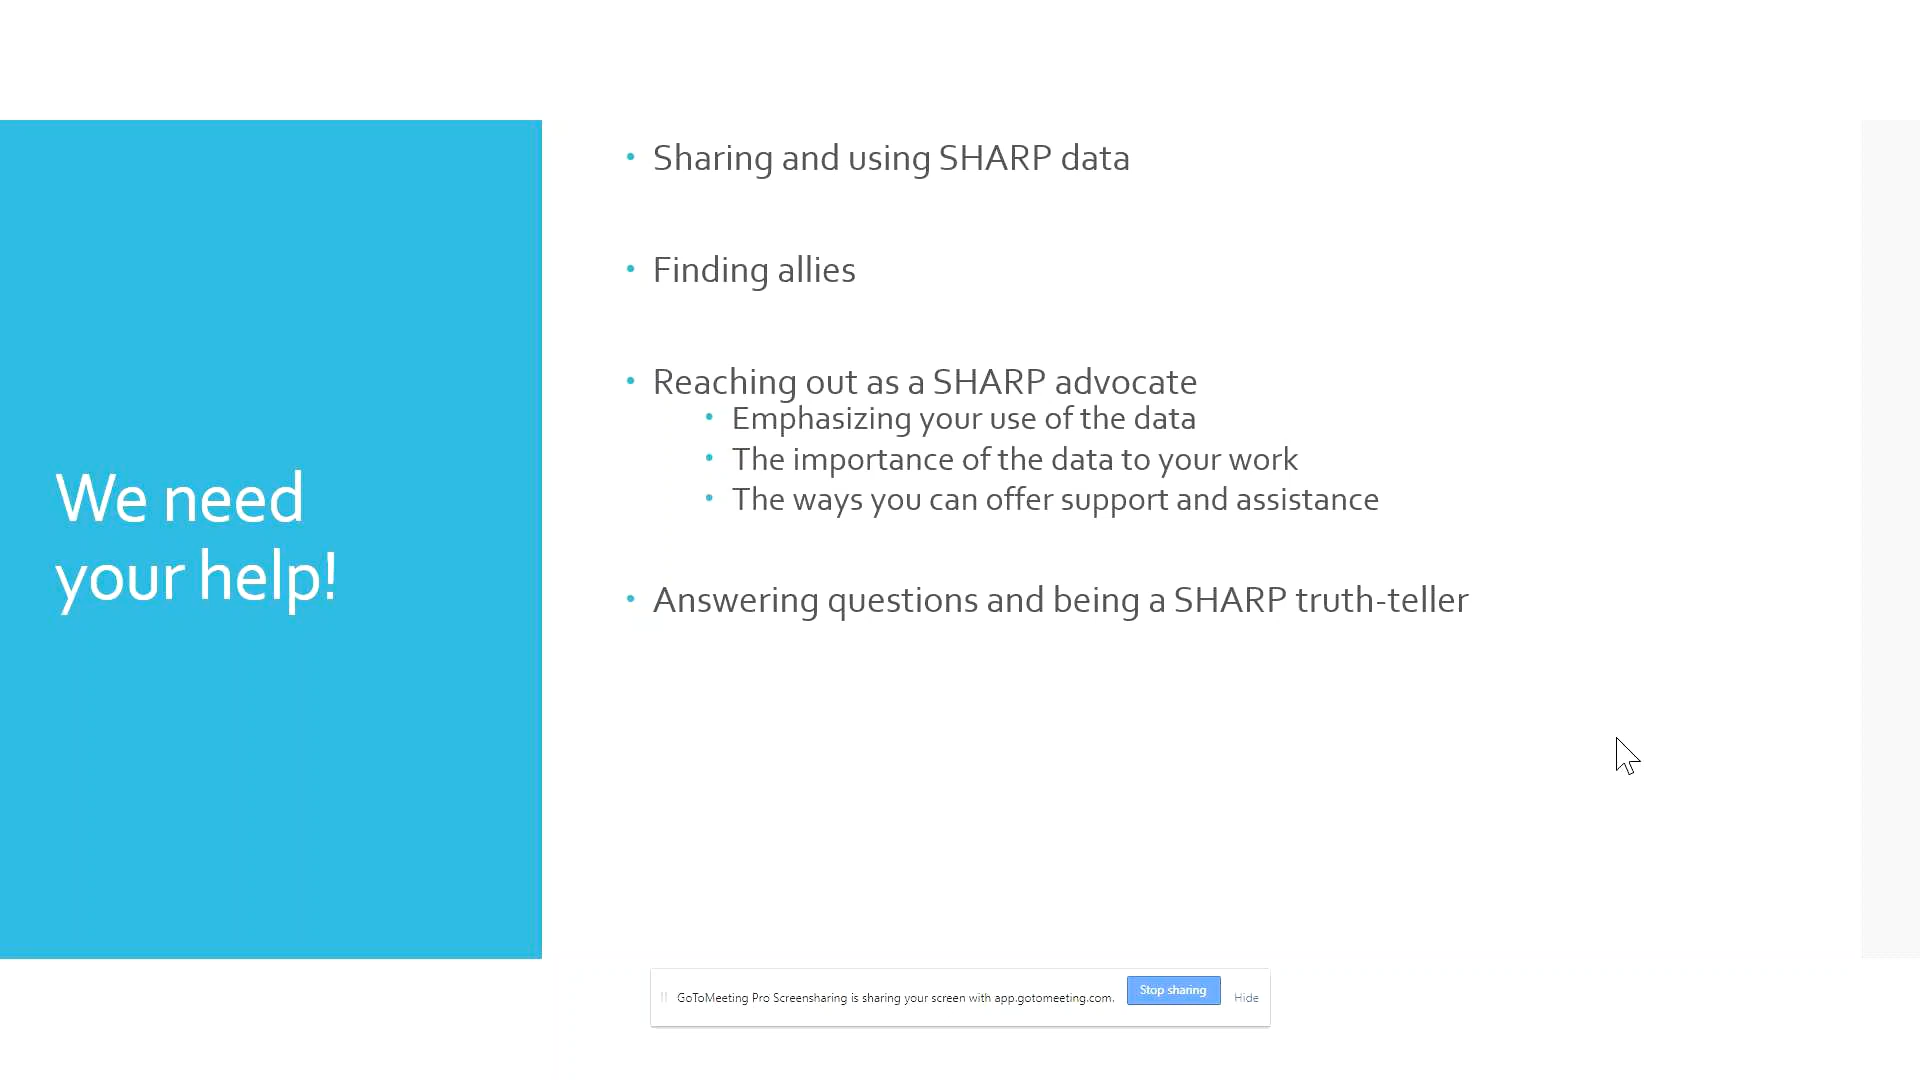 We need
your help!
• Sharing and using SHARP data
• Finding allies
• Reaching out as a SHARP advocate
• Emphasizing your use of the data
• The importance of the data to your work
• The ways you can offer support and assistance
• Answering questions and being a SHARP truth-teller
GoToMeeting Pro Screensharing is sharing your screen with app.gotomeeting.com. Stop sharing Hide